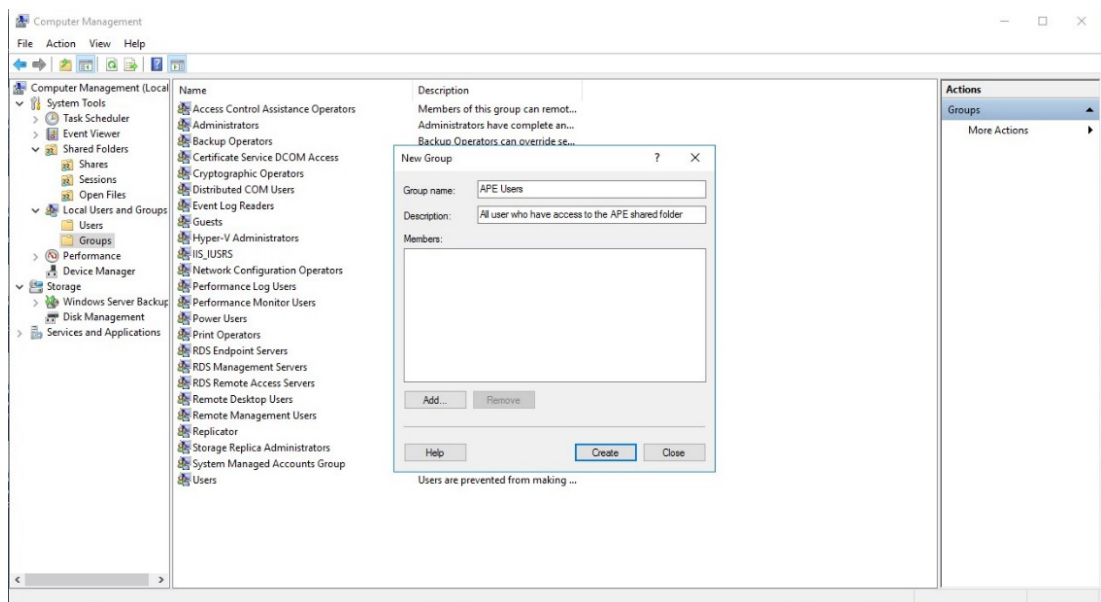 Computer Management
File Action View Help
Computer Management (Local
System Tools
Task Scheduler
Event Viewer
Shared Folders
Shares
Sessions
Open Files
Local Users and Groups
Users
Groups
Performance
Device Manager
Storage
Windows Server Backup
Disk Management
Services and Applications
Name Description
Access Control Assistance Operators Members of this group can remot...
Administrators Administrators have complete an...
Backup Operators Backup Operators can override se...
Certificate Service DCOM Access
Cryptographic Operators
Distributed COM Users
Event Log Readers
Guests
Hyper-V Administrators
IIS_IUSRS
Network Configuration Operators
Performance Log Users
Performance Monitor Users
Power Users
Print Operators
RDS Endpoint Servers
RDS Management Servers
RDS Remote Access Servers
Remote Desktop Users
Remote Management Users
Replicator
Storage Replica Administrators
System Managed Accounts Group
Users Users are prevented from making ...
New Group ? X
Group name: APE Users
Description: All user who have access to the APE shared folder
Members:
Add... Remove
Help Create Close
Actions
Groups
More Actions